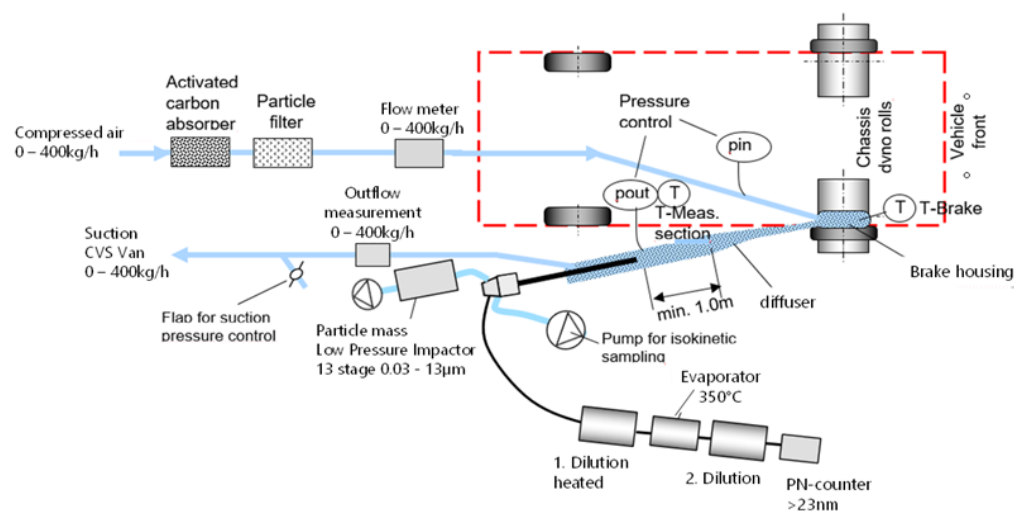 Activated
carbon
absorper
Particle
filter
Flow meter
0 – 400kg/h
Compressed air
0 – 400kg/h
Pressure
control
pin
Chassis
dyno rolls
Vehicle
front
pout
T
T-Meas.
section
T
T-Brake
Brake housing
Outflow
measurement
0 – 400kg/h
Suction
CVS Van
0 – 400kg/h
min. 1.0m
diffuser
Flap for suction
pressure control
Particle mass
Low Pressure Impactor
13 stage 0.03 - 13µm
Pump for isokinetic
sampling
Evaporator
350°C
1. Dilution
heated
2. Dilution
PN-counter
>23nm